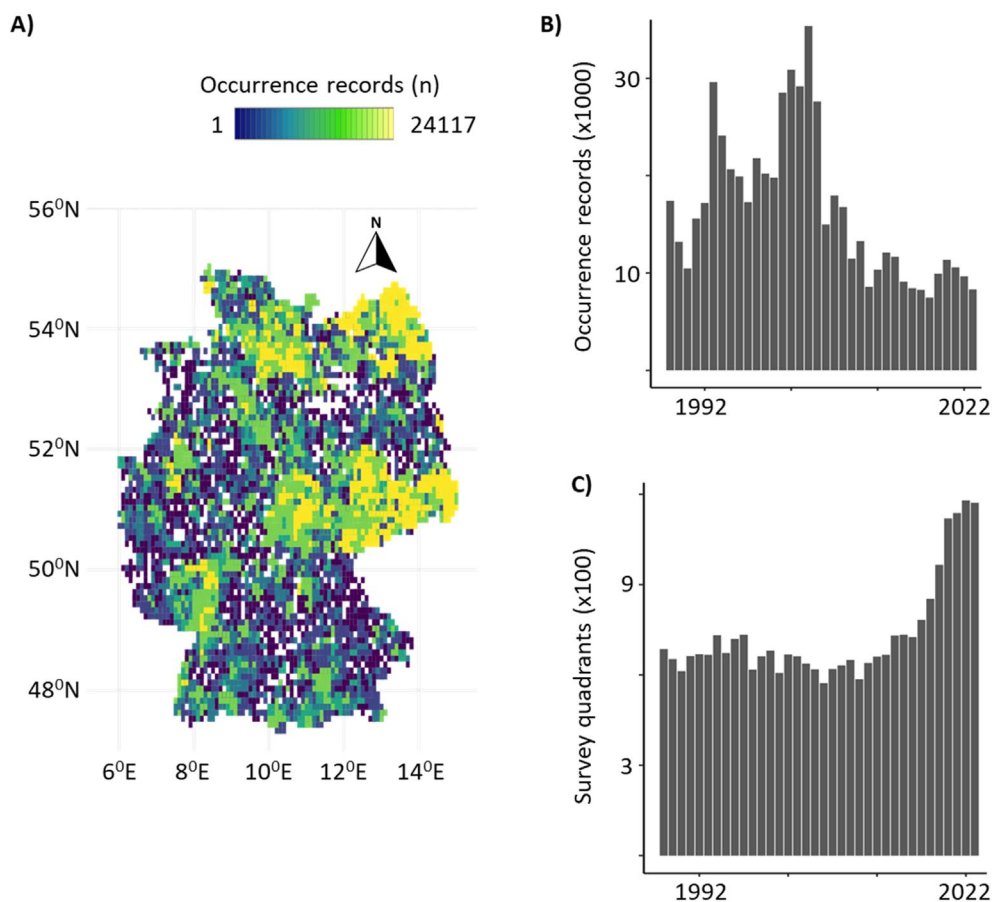 A)
Occurrence records (n)
1
24117
56⁰N
N
54⁰N
52⁰N
50⁰N
48⁰N
6⁰E 8⁰E 10⁰E 12⁰E 14⁰E
B)
Occurrence records (x1000)
30
10
1992 2022
C)
Survey quadrants (x100)
9
3
1992 2022